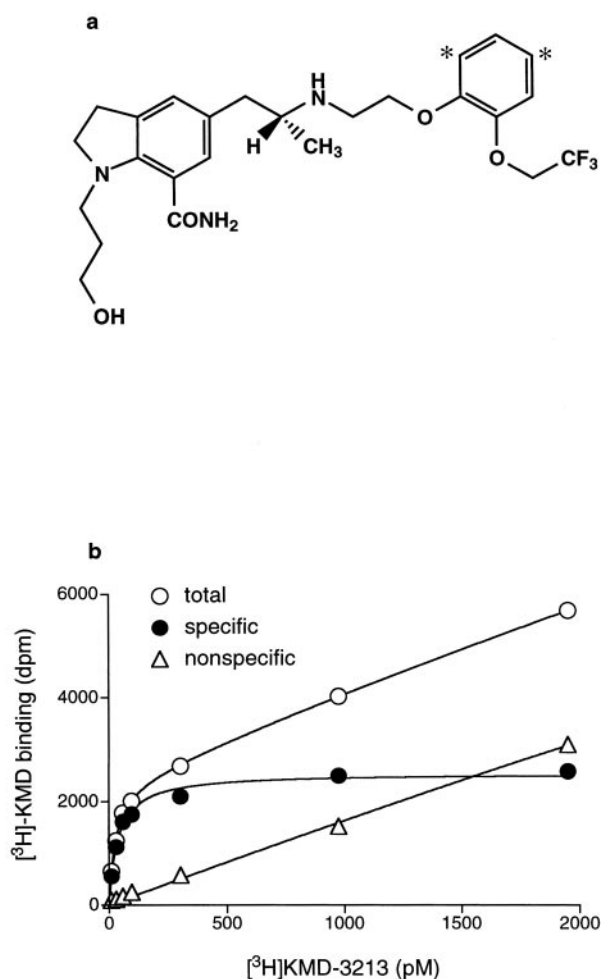 a
*
*
H
N
O
H
CH₃
O
CF₃
N
CONH₂
OH
b
6000
4000
2000
0
total
specific
nonspecific
[³H]-KMD binding (dpm)
0
500
1000
1500
2000
[³H]KMD-3213 (pM)